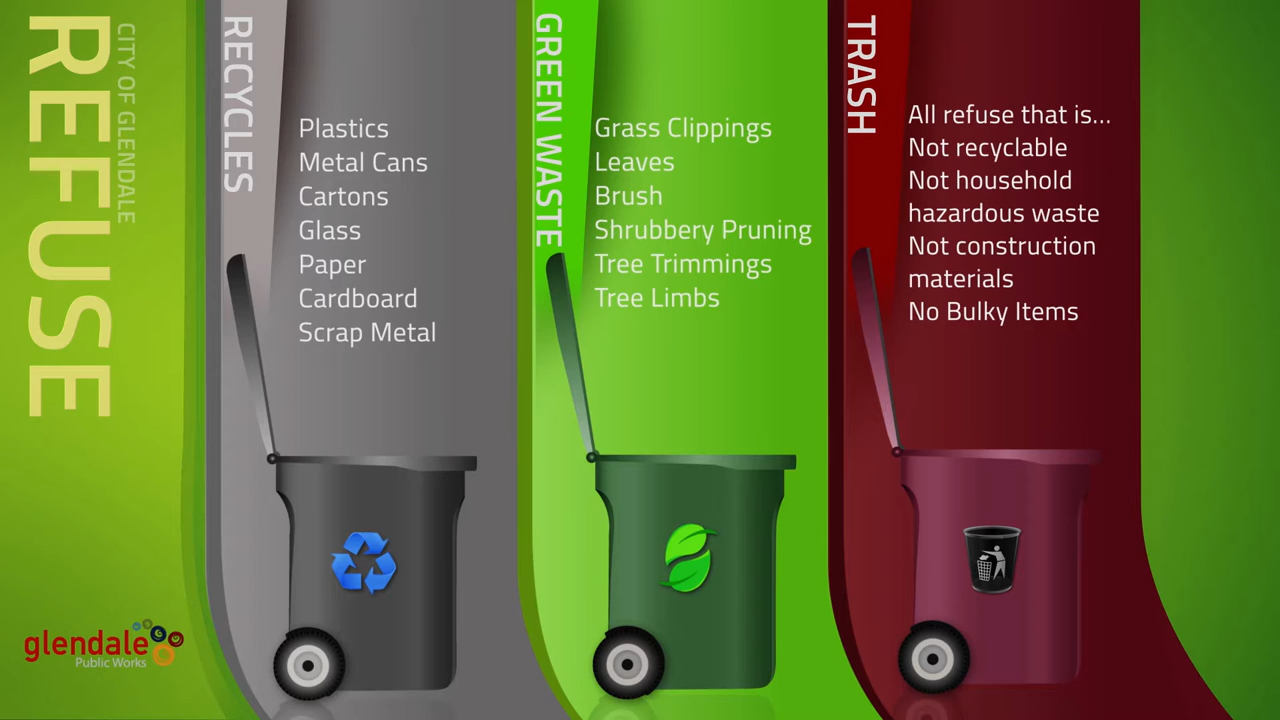 CITY OF GLENDALE
REFUSE
RECYCLES
Plastics
Metal Cans
Cartons
Glass
Paper
Cardboard
Scrap Metal
GREEN WASTE
Grass Clippings
Leaves
Brush
Shrubbery Pruning
Tree Trimmings
Tree Limbs
TRASH
All refuse that is...
Not recyclable
Not household
hazardous waste
Not construction
materials
No Bulky Items
glendale
Public Works